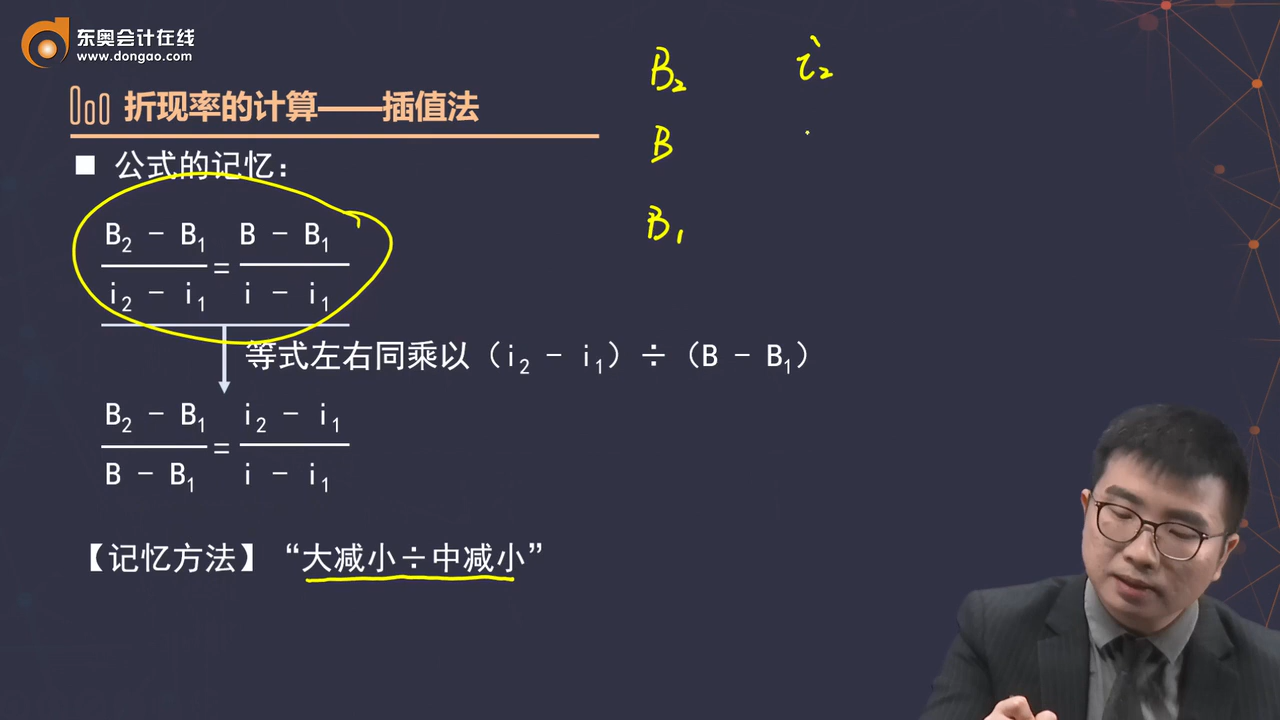 东奥会计在线
www.dongao.com
折现率的计算——插值法
公式的记忆：
B₂ - B₁ / i₂ - i₁ = B - B₁ / i - i₁
等式左右同乘以（i₂ - i₁）÷（B - B₁）
B₂ - B₁ / B - B₁ = i₂ - i₁ / i - i₁
【记忆方法】“大减小÷中减小”
B₂ i₂
B
B₁